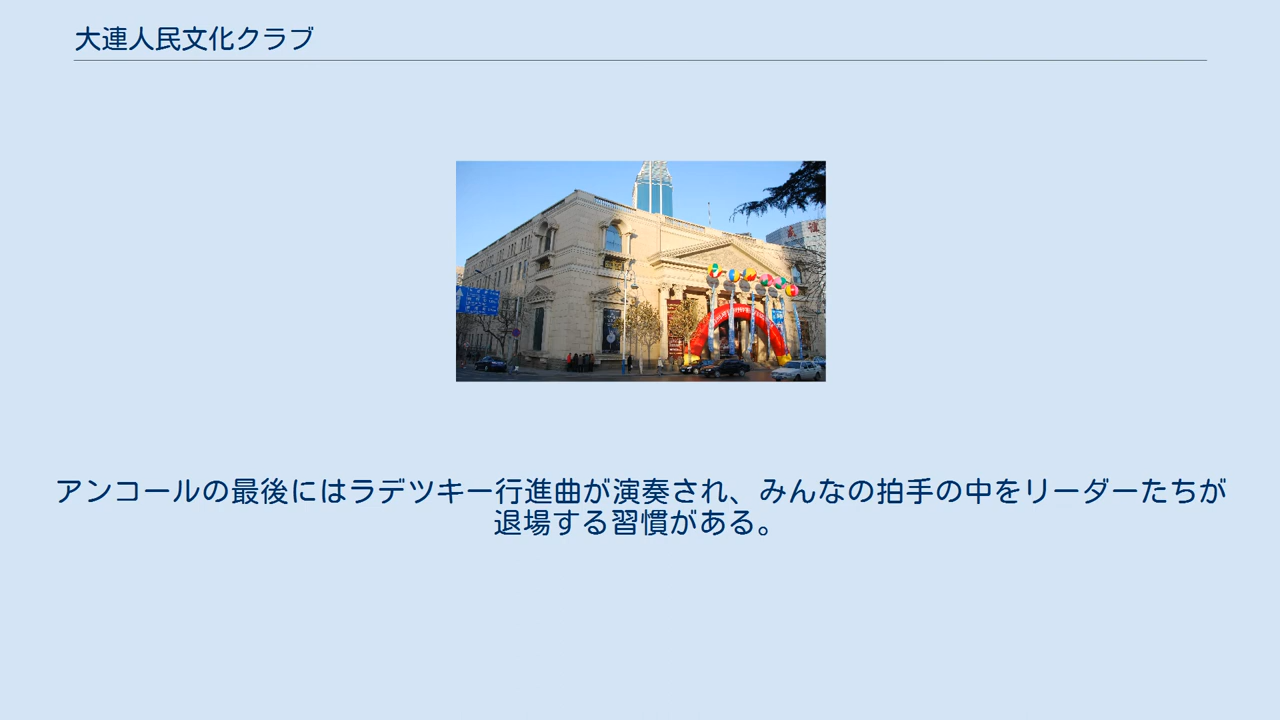 大連人民文化クラブ
アンコールの最後にはラデツキー行進曲が演奏され、みんなの拍手の中をリーダーたちが
退場する習慣がある。